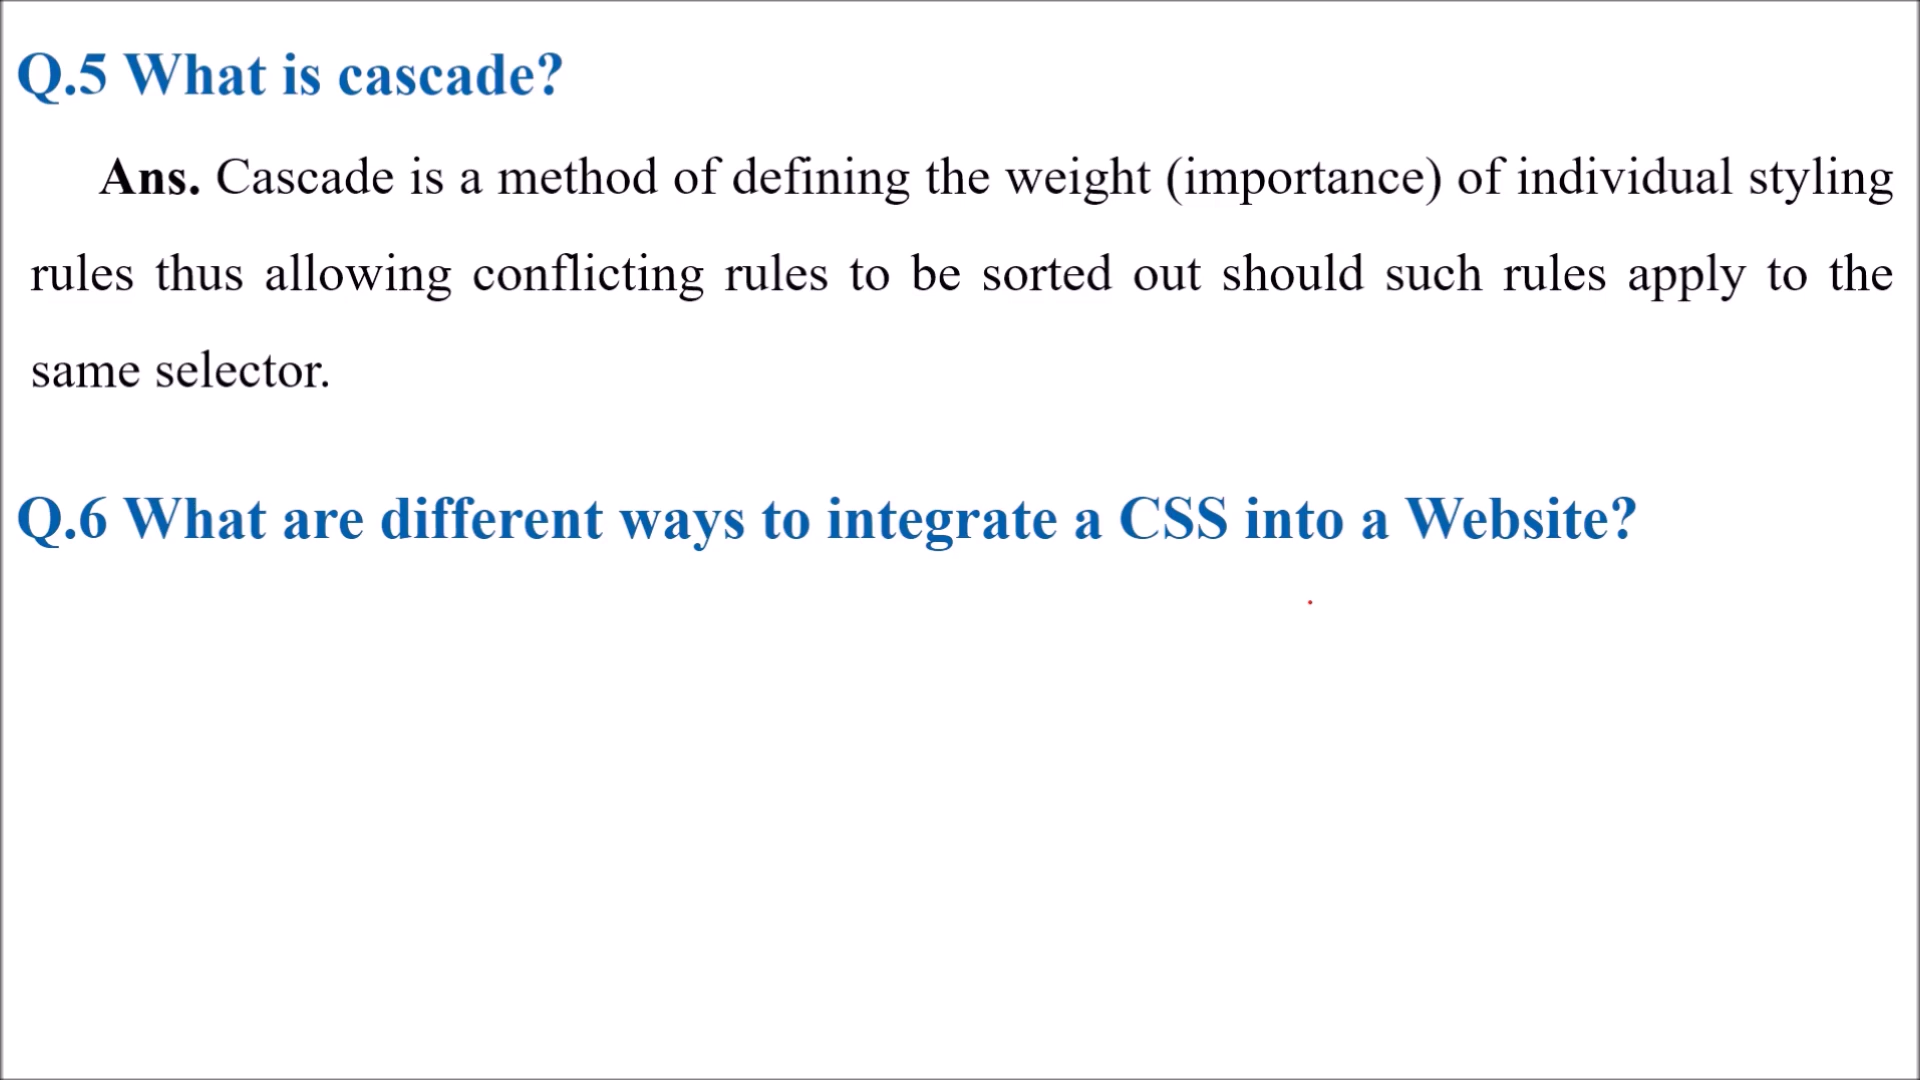 Q.5 What is cascade?
Ans. Cascade is a method of defining the weight (importance) of individual styling
rules thus allowing conflicting rules to be sorted out should such rules apply to the
same selector.
Q.6 What are different ways to integrate a CSS into a Website?